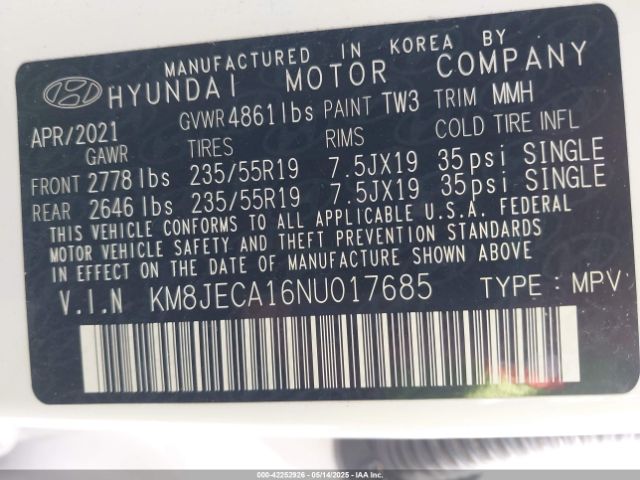 MANUFACTURED IN KOREA BY
HYUNDAI MOTOR COMPANY
APR/2021 GVWR 4861lbs PAINT TW3 TRIM MMH
GAWR TIRES RIMS COLD TIRE INFL
FRONT 2778 lbs 235/55R19 7.5JX19 35psi SINGLE
REAR 2646 lbs 235/55R19 7.5JX19 35psi SINGLE
THIS VEHICLE CONFORMS TO ALL APPLICABLE U.S.A. FEDERAL
MOTOR VEHICLE SAFETY AND THEFT PREVENTION STANDARDS
IN EFFECT ON THE DATE OF MANUFACTURE SHOWN ABOVE
V.I.N KM8JECA16NU017685 TYPE : MPV
000-42252926 - 05/14/2025 - COPYRIGHT IAA, LLC.